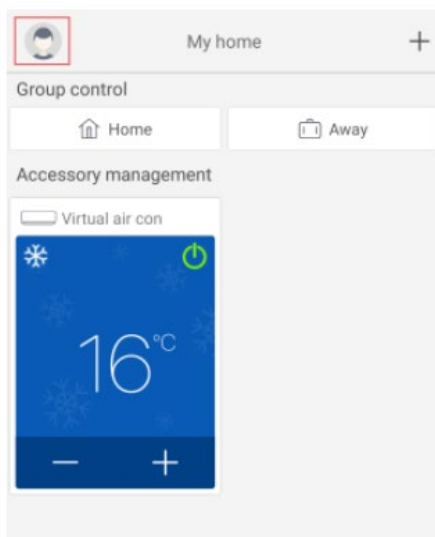 My home +
Group control
Home Away
Accessory management
Virtual air con
16°C
− +